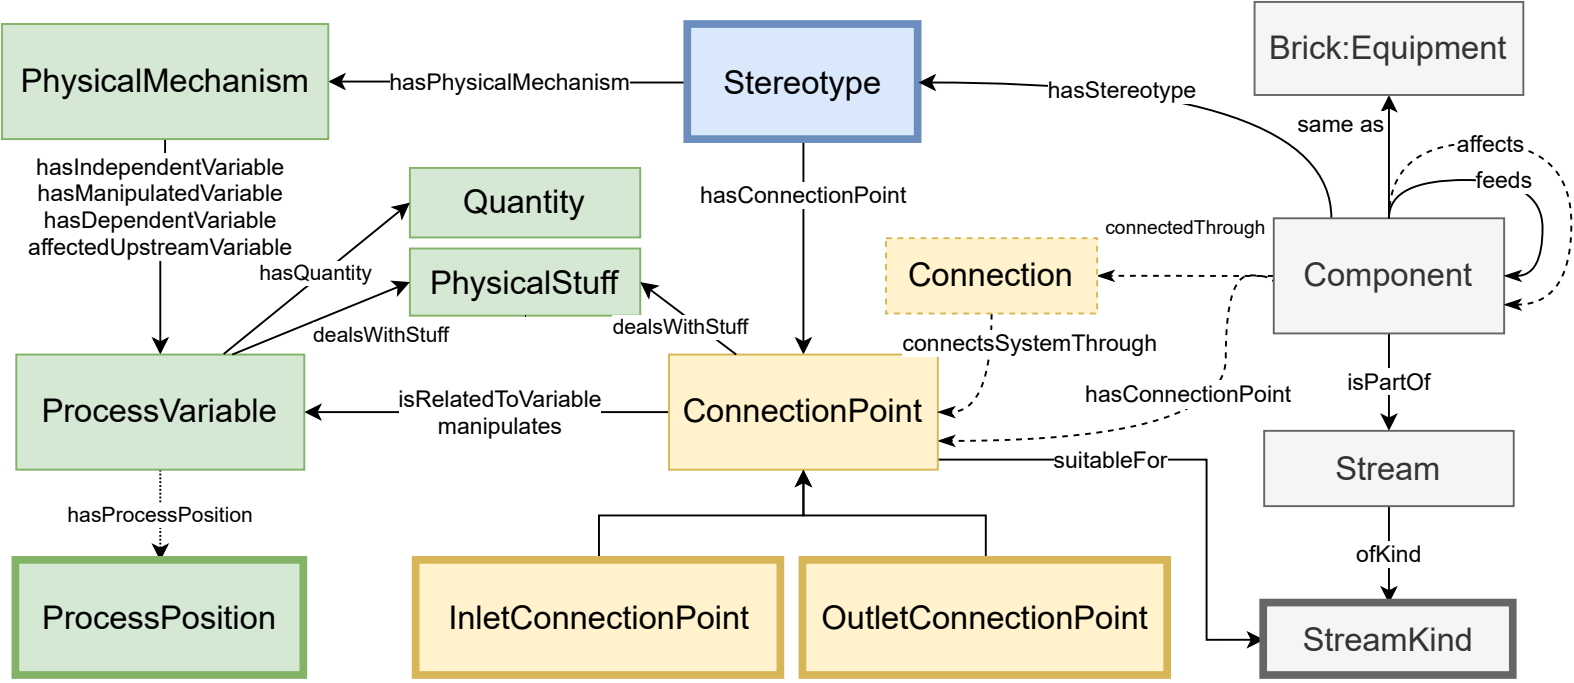 Brick:Equipment
PhysicalMechanism
hasPhysicalMechanism
Stereotype
hasStereotype
same as
affects
feeds
hasIndependentVariable
hasManipulatedVariable
hasDependentVariable
affectedUpstreamVariable
hasConnectionPoint
Quantity
connectedThrough
hasQuantity
PhysicalStuff
Connection
Component
dealsWithStuff
dealsWithStuff
connectsSystemThrough
isPartOf
hasConnectionPoint
ProcessVariable
isRelatedToVariable
manipulates
ConnectionPoint
suitableFor
Stream
hasProcessPosition
ofKind
ProcessPosition
InletConnectionPoint
OutletConnectionPoint
StreamKind